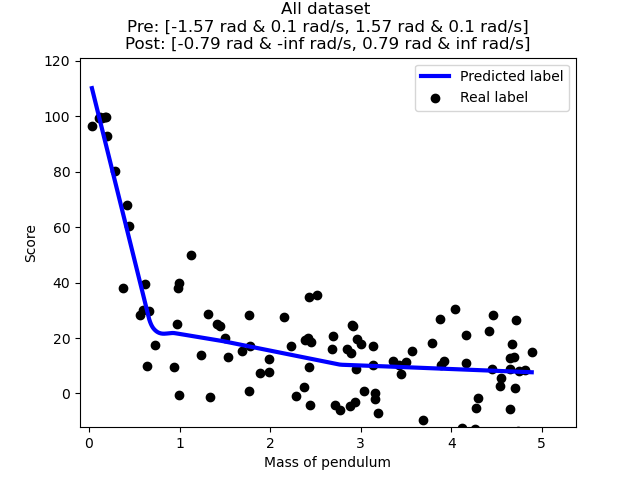 All dataset
Pre: [-1.57 rad & 0.1 rad/s, 1.57 rad & 0.1 rad/s]
Post: [-0.79 rad & -inf rad/s, 0.79 rad & inf rad/s]
Predicted label
Real label
120
100
80
60
40
20
0
Score
0 1 2 3 4 5
Mass of pendulum